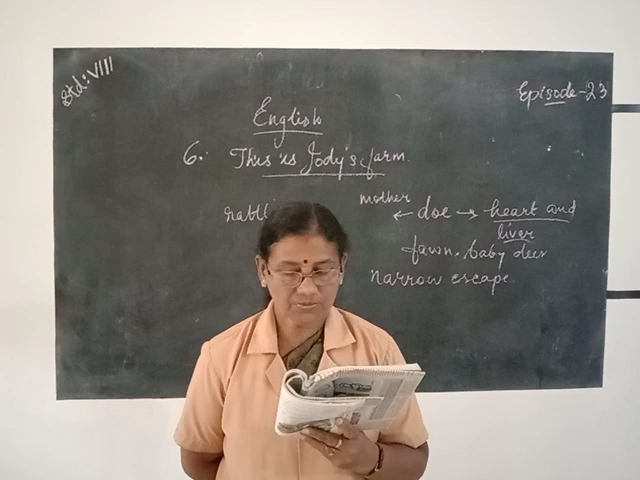 Std: VIII
Episode-23
English
6. This is Jody's farm.
mother
← doe → heart and
liver
fawn. baby deer
narrow escape